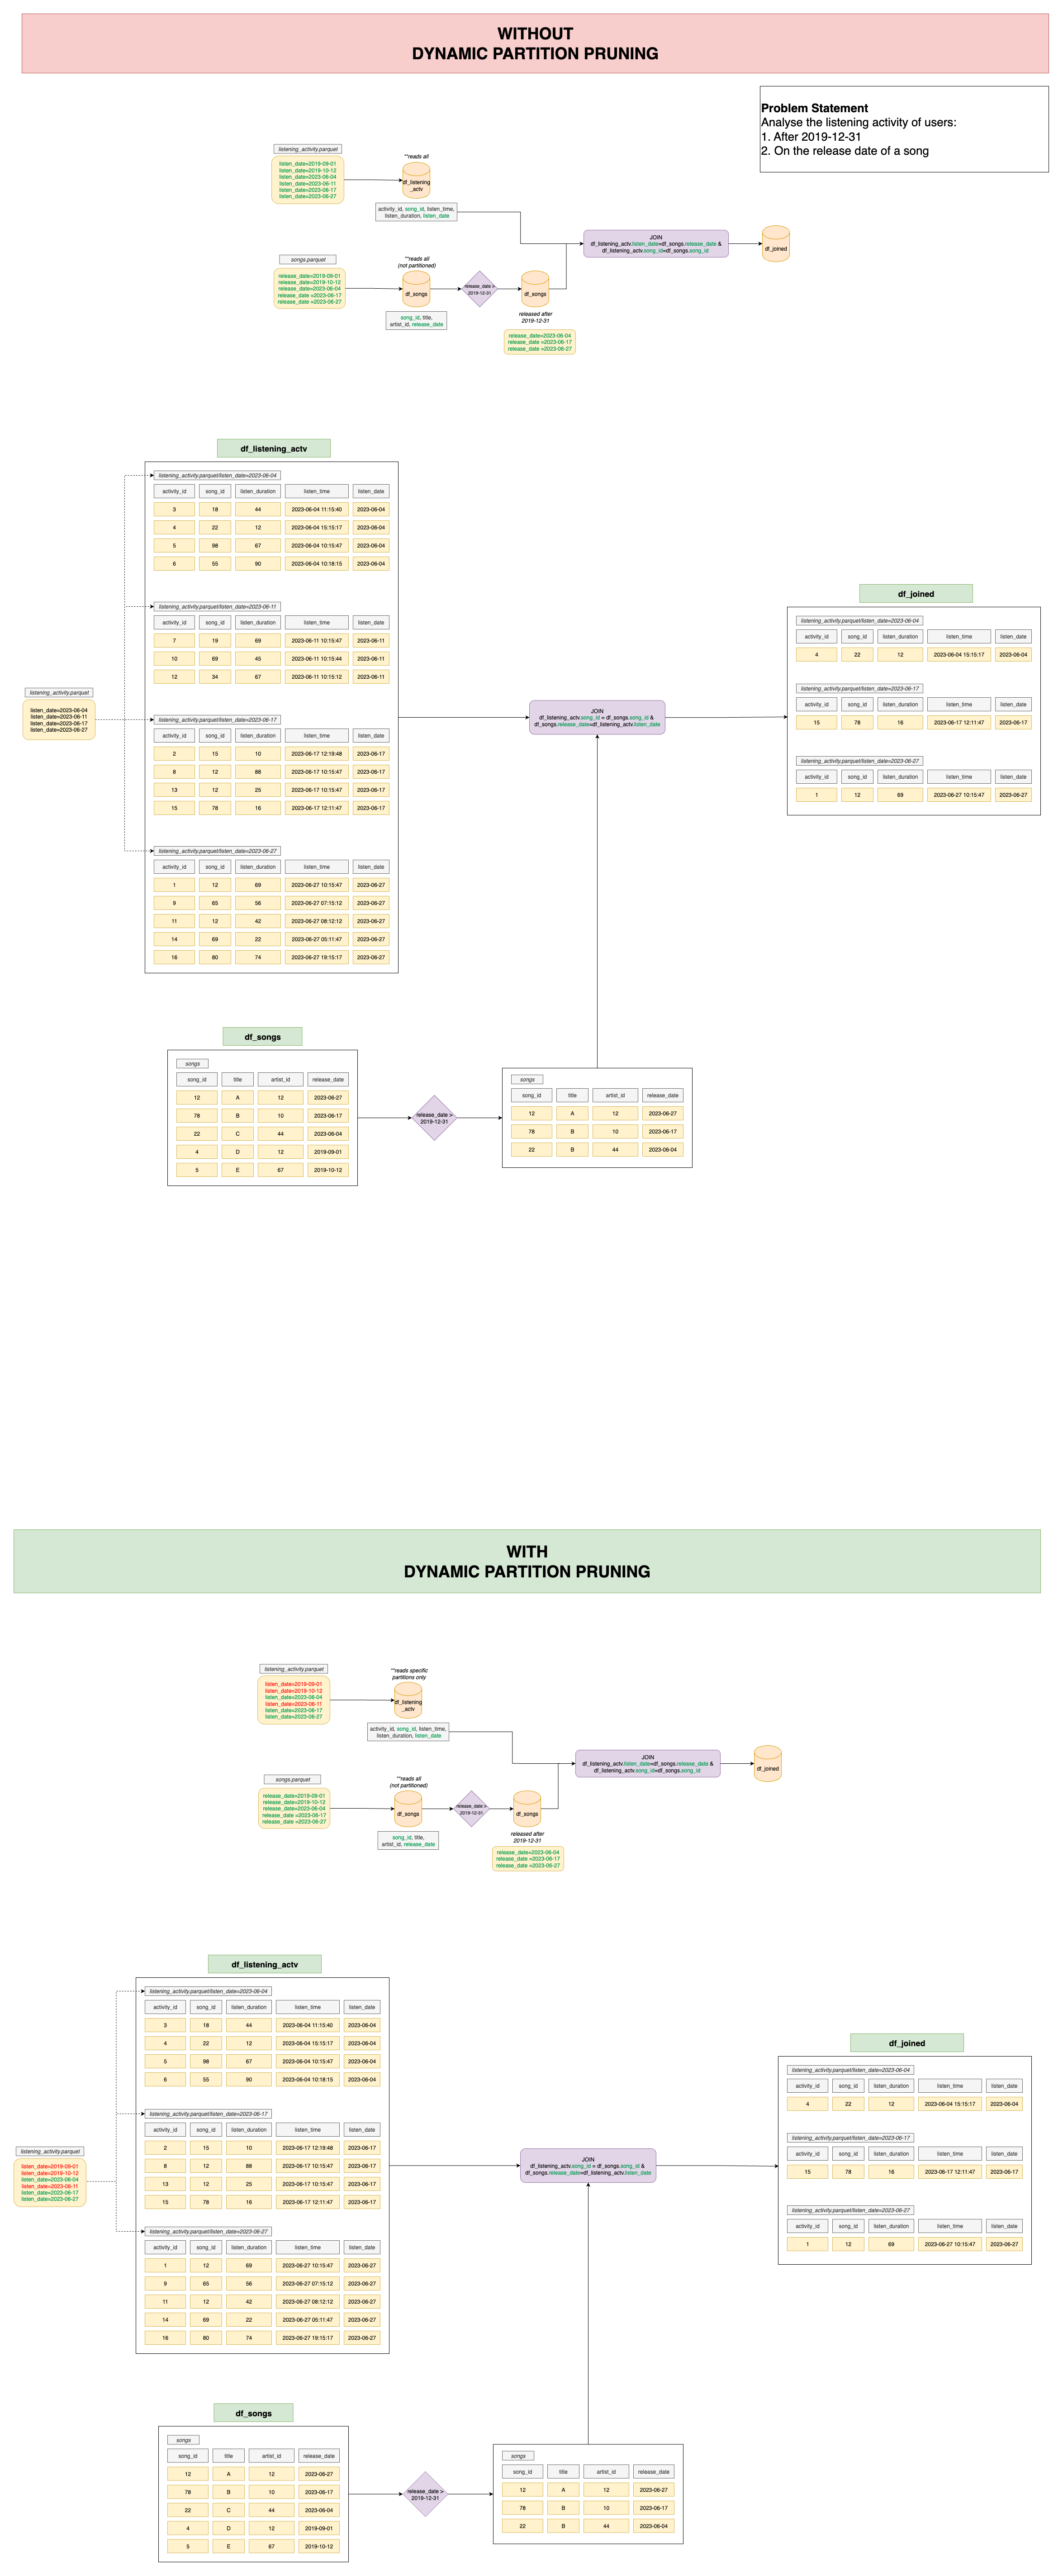 WITHOUT
DYNAMIC PARTITION PRUNING
Problem Statement
Analyse the listening activity of users:
1. After 2019-12-31
2. On the release date of a song
listening_activity.parquet
listen_date=2019-09-01
listen_date=2019-10-12
listen_date=2023-06-04
listen_date=2023-06-11
listen_date=2023-06-17
listen_date=2023-06-27
**reads all
df_listening
_actv
activity_id, song_id, listen_time,
listen_duration, listen_date
JOIN
df_listening_actv.listen_date=df_songs.release_date &
df_listening_actv.song_id=df_songs.song_id
df_joined
songs.parquet
release_date=2019-09-01
release_date=2019-10-12
release_date=2023-06-04
release_date =2023-06-17
release_date =2023-06-27
**reads all
(not partitioned)
df_songs
song_id, title,
artist_id, release_date
release_date >
2019-12-31
df_songs
released after
2019-12-31
release_date=2023-06-04
release_date =2023-06-17
release_date =2023-06-27
df_listening_actv
listening_activity.parquet/listen_date=2023-06-04
activity_id song_id listen_duration listen_time listen_date
3 18 44 2023-06-04 11:15:40 2023-06-04
4 22 12 2023-06-04 15:15:17 2023-06-04
5 98 67 2023-06-04 10:15:47 2023-06-04
6 55 90 2023-06-04 10:18:15 2023-06-04
listening_activity.parquet/listen_date=2023-06-11
activity_id song_id listen_duration listen_time listen_date
7 19 69 2023-06-11 10:15:47 2023-06-11
10 69 45 2023-06-11 10:15:44 2023-06-11
12 34 67 2023-06-11 10:15:12 2023-06-11
listening_activity.parquet
listen_date=2023-06-04
listen_date=2023-06-11
listen_date=2023-06-17
listen_date=2023-06-27
listening_activity.parquet/listen_date=2023-06-17
activity_id song_id listen_duration listen_time listen_date
2 15 10 2023-06-17 12:19:48 2023-06-17
8 12 88 2023-06-17 10:15:47 2023-06-17
13 12 25 2023-06-17 10:15:47 2023-06-17
15 78 16 2023-06-17 12:11:47 2023-06-17
listening_activity.parquet/listen_date=2023-06-27
activity_id song_id listen_duration listen_time listen_date
1 12 69 2023-06-27 10:15:47 2023-06-27
9 65 56 2023-06-27 07:15:12 2023-06-27
11 12 42 2023-06-27 08:12:12 2023-06-27
14 69 22 2023-06-27 05:11:47 2023-06-27
16 80 74 2023-06-27 19:15:17 2023-06-27
JOIN
df_listening_actv.song_id = df_songs.song_id &
df_songs.release_date=df_listening_actv.listen_date
df_joined
listening_activity.parquet/listen_date=2023-06-04
activity_id song_id listen_duration listen_time listen_date
4 22 12 2023-06-04 15:15:17 2023-06-04
listening_activity.parquet/listen_date=2023-06-17
activity_id song_id listen_duration listen_time listen_date
15 78 16 2023-06-17 12:11:47 2023-06-17
listening_activity.parquet/listen_date=2023-06-27
activity_id song_id listen_duration listen_time listen_date
1 12 69 2023-06-27 10:15:47 2023-06-27
df_songs
songs
song_id title artist_id release_date
12 A 12 2023-06-27
78 B 10 2023-06-17
22 C 44 2023-06-04
4 D 12 2019-09-01
5 E 67 2019-10-12
release_date >
2019-12-31
songs
song_id title artist_id release_date
12 A 12 2023-06-27
78 B 10 2023-06-17
22 B 44 2023-06-04
WITH
DYNAMIC PARTITION PRUNING
listening_activity.parquet
listen_date=2019-09-01
listen_date=2019-10-12
listen_date=2023-06-04
listen_date=2023-06-11
listen_date=2023-06-17
listen_date=2023-06-27
**reads specific
partitions only
df_listening
_actv
activity_id, song_id, listen_time,
listen_duration, listen_date
JOIN
df_listening_actv.listen_date=df_songs.release_date &
df_listening_actv.song_id=df_songs.song_id
df_joined
songs.parquet
release_date=2019-09-01
release_date=2019-10-12
release_date=2023-06-04
release_date =2023-06-17
release_date =2023-06-27
**reads all
(not partitioned)
df_songs
song_id, title,
artist_id, release_date
release_date >
2019-12-31
df_songs
released after
2019-12-31
release_date=2023-06-04
release_date =2023-06-17
release_date =2023-06-27
df_listening_actv
listening_activity.parquet/listen_date=2023-06-04
activity_id song_id listen_duration listen_time listen_date
3 18 44 2023-06-04 11:15:40 2023-06-04
4 22 12 2023-06-04 15:15:17 2023-06-04
5 98 67 2023-06-04 10:15:47 2023-06-04
6 55 90 2023-06-04 10:18:15 2023-06-04
listening_activity.parquet/listen_date=2023-06-17
activity_id song_id listen_duration listen_time listen_date
2 15 10 2023-06-17 12:19:48 2023-06-17
8 12 88 2023-06-17 10:15:47 2023-06-17
13 12 25 2023-06-17 10:15:47 2023-06-17
15 78 16 2023-06-17 12:11:47 2023-06-17
listening_activity.parquet
listen_date=2019-09-01
listen_date=2019-10-12
listen_date=2023-06-04
listen_date=2023-06-11
listen_date=2023-06-17
listen_date=2023-06-27
listening_activity.parquet/listen_date=2023-06-27
activity_id song_id listen_duration listen_time listen_date
1 12 69 2023-06-27 10:15:47 2023-06-27
9 65 56 2023-06-27 07:15:12 2023-06-27
11 12 42 2023-06-27 08:12:12 2023-06-27
14 69 22 2023-06-27 05:11:47 2023-06-27
16 80 74 2023-06-27 19:15:17 2023-06-27
JOIN
df_listening_actv.song_id = df_songs.song_id &
df_songs.release_date=df_listening_actv.listen_date
df_joined
listening_activity.parquet/listen_date=2023-06-04
activity_id song_id listen_duration listen_time listen_date
4 22 12 2023-06-04 15:15:17 2023-06-04
listening_activity.parquet/listen_date=2023-06-17
activity_id song_id listen_duration listen_time listen_date
15 78 16 2023-06-17 12:11:47 2023-06-17
listening_activity.parquet/listen_date=2023-06-27
activity_id song_id listen_duration listen_time listen_date
1 12 69 2023-06-27 10:15:47 2023-06-27
df_songs
songs
song_id title artist_id release_date
12 A 12 2023-06-27
78 B 10 2023-06-17
22 C 44 2023-06-04
4 D 12 2019-09-01
5 E 67 2019-10-12
release_date >
2019-12-31
songs
song_id title artist_id release_date
12 A 12 2023-06-27
78 B 10 2023-06-17
22 B 44 2023-06-04